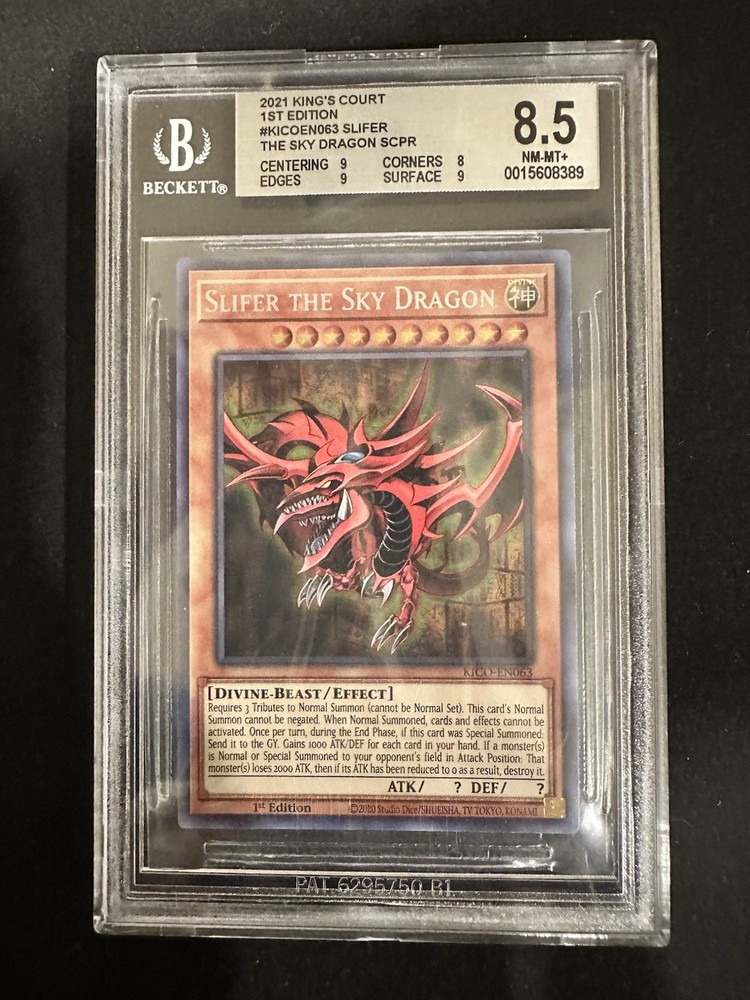 2021 KING'S COURT
1ST EDITION
#KICOEN063 SLIFER
THE SKY DRAGON SCPR
CENTERING 9 CORNERS 8
EDGES 9 SURFACE 9
8.5
NM-MT+
0015608389
B
BECKETT®
SLIFER THE SKY DRAGON
DIVINE
神
KICO-EN063
[DIVINE-BEAST/EFFECT]
Requires 3 Tributes to Normal Summon (cannot be Normal Set). This card's Normal
Summon cannot be negated. When Normal Summoned, cards and effects cannot be
activated. Once per turn, during the End Phase, if this card was Special Summoned:
Send it to the GY. Gains 1000 ATK/DEF for each card in your hand. If a monster(s)
is Normal or Special Summoned to your opponent's field in Attack Position: That
monster(s) loses 2000 ATK, then if its ATK has been reduced to 0 as a result, destroy it.
ATK/ ? DEF/ ?
1st Edition
©2020 Studio Dice/SHUEISHA, TV TOKYO, KONAMI
PAT 6295750 B1